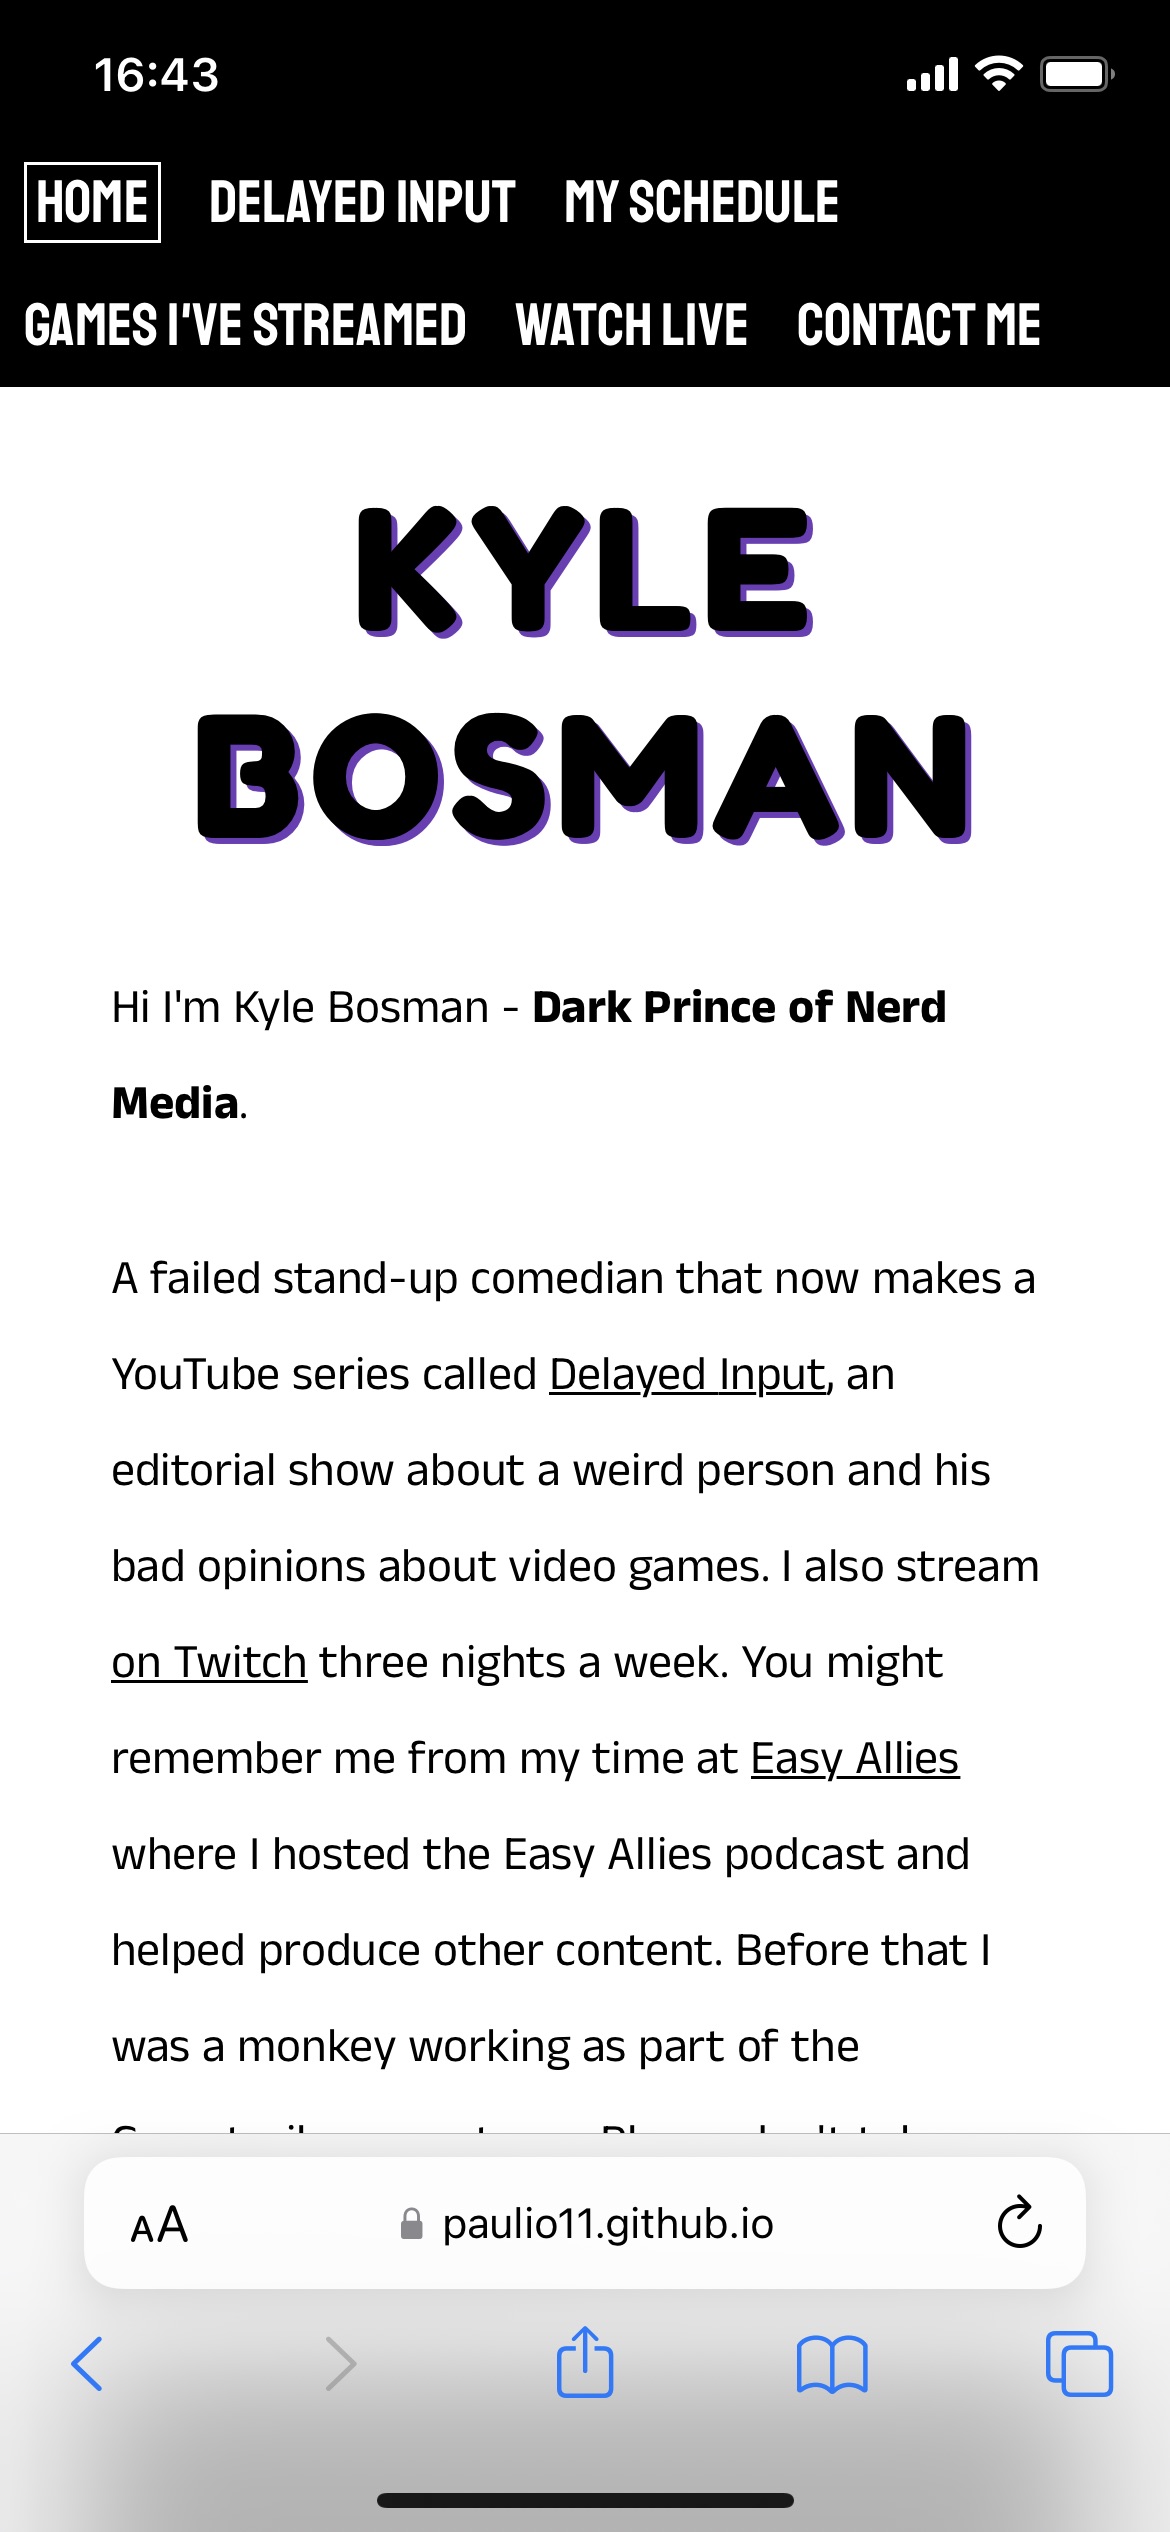 16:43
HOME DELAYED INPUT MY SCHEDULE
GAMES I'VE STREAMED WATCH LIVE CONTACT ME
KYLE
BOSMAN
Hi I'm Kyle Bosman - Dark Prince of Nerd
Media.
A failed stand-up comedian that now makes a
YouTube series called Delayed Input, an
editorial show about a weird person and his
bad opinions about video games. I also stream
on Twitch three nights a week. You might
remember me from my time at Easy Allies
where I hosted the Easy Allies podcast and
helped produce other content. Before that I
was a monkey working as part of the
AA paulio11.github.io